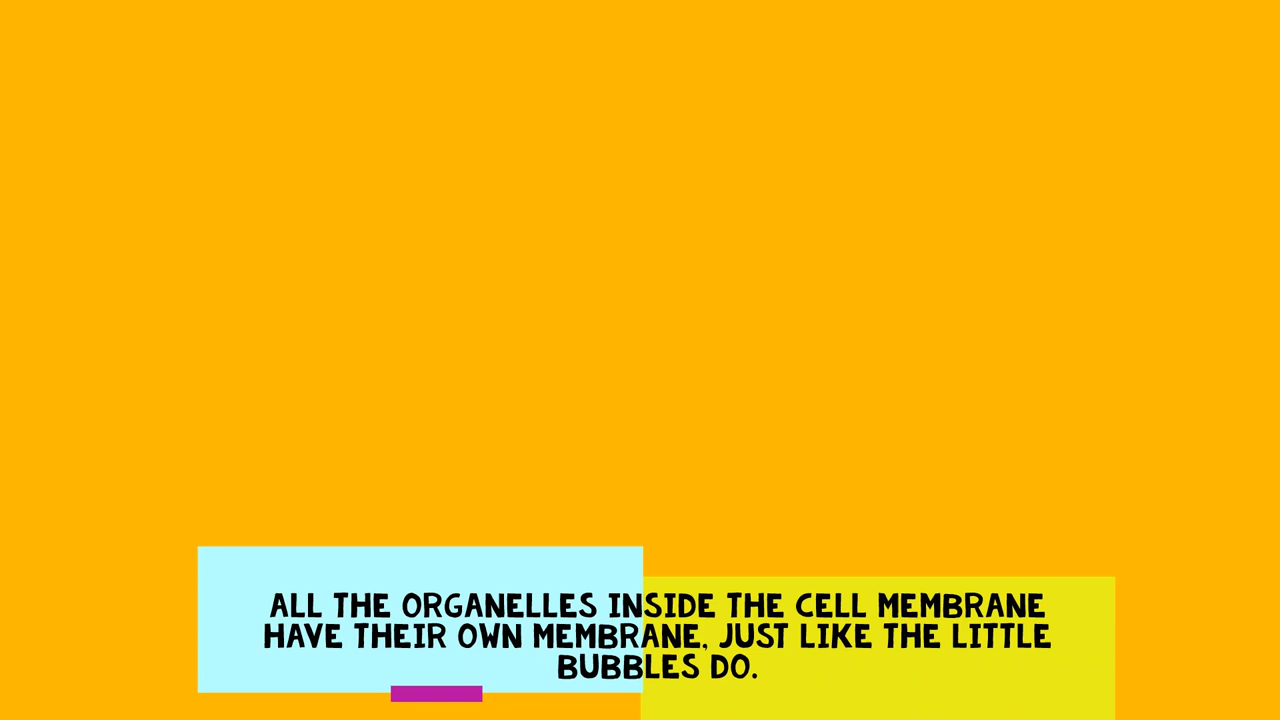 ALL THE ORGANELLES INSIDE THE CELL MEMBRANE
HAVE THEIR OWN MEMBRANE, JUST LIKE THE LITTLE
BUBBLES DO.